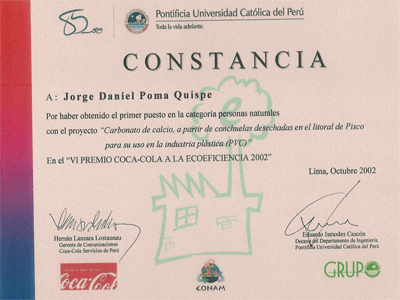 85
Pontificia Universidad Católica del Perú
Toda la vida adelante.
CONSTANCIA
A: Jorge Daniel Poma Quispe
Por haber obtenido el primer puesto en la categoría personas naturales
con el proyecto "Carbonato de calcio, a partir de conchuelas desechadas en el litoral de Pisco
para su uso en la industria plástica (PVC)"
En el "VI PREMIO COCA-COLA A LA ECOEFICIENCIA 2002"
Lima, Octubre 2002
Hernán Lanzara Lostaunau
Gerente de Comunicaciones
Coca-Cola Servicios de Perú
Eduardo Ismodes Cascón
Decano del Departamento de Ingeniería
Pontificia Universidad Católica del Perú
Coca-Cola
CONAM
GRUPO